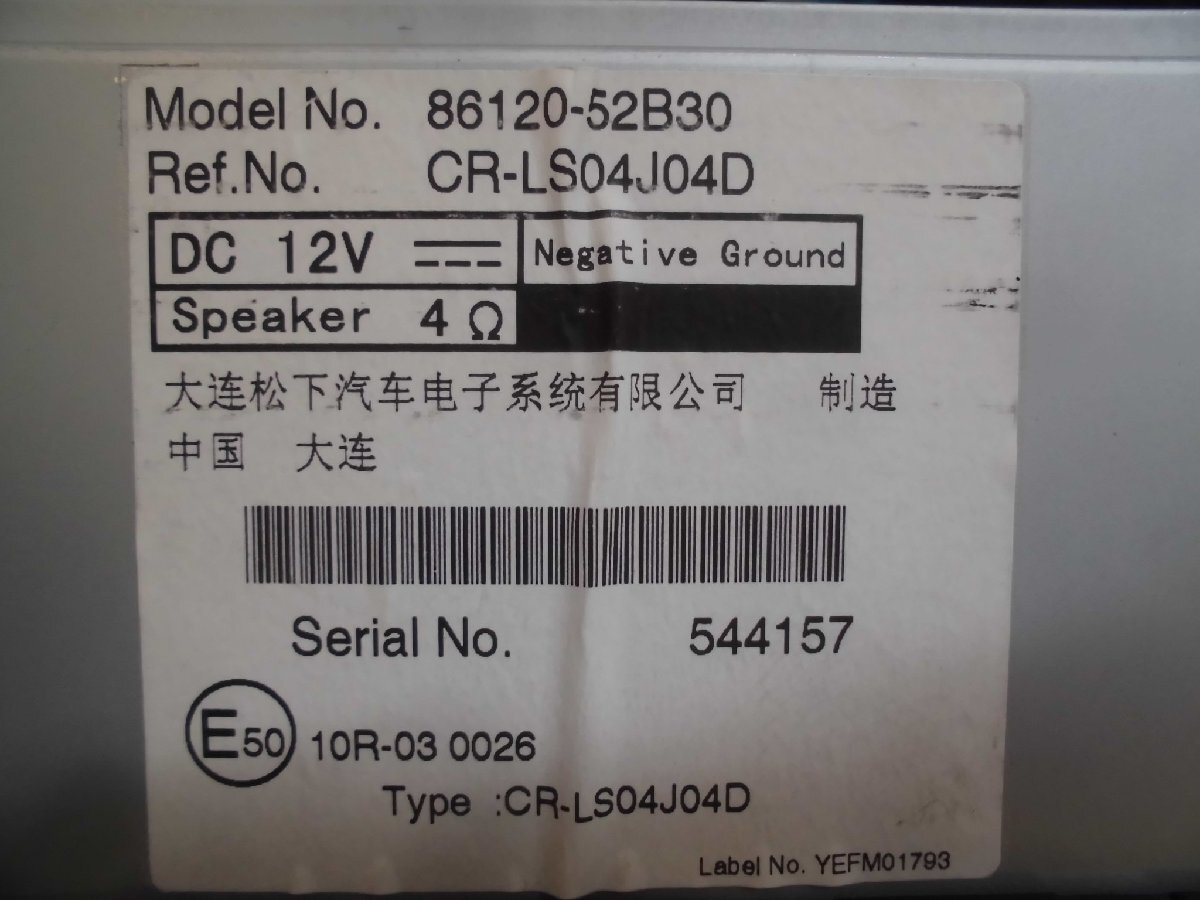 Model No. 86120-52B30
Ref.No. CR-LS04J04D
DC 12V Negative Ground
Speaker 4 Ω
大连松下汽车电子系统有限公司 制造
中国 大连
Serial No. 544157
E50 10R-03 0026
Type :CR-LS04J04D
Label No. YEFM01793